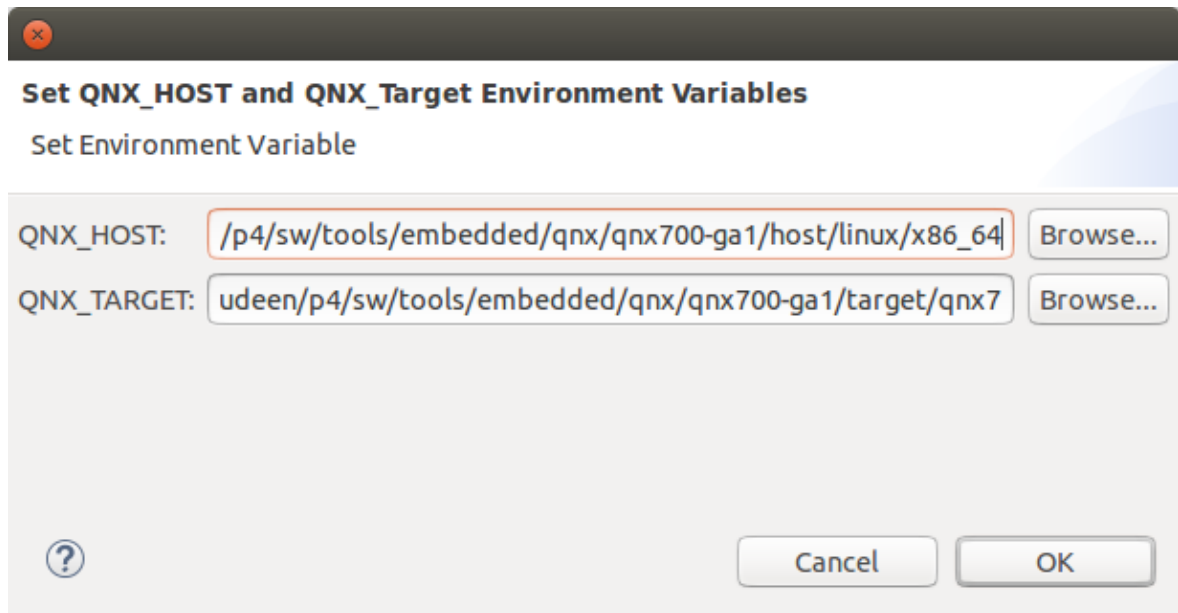 Set QNX_HOST and QNX_Target Environment Variables
Set Environment Variable
QNX_HOST: /p4/sw/tools/embedded/qnx/qnx700-ga1/host/linux/x86_64 Browse...
QNX_TARGET: udeen/p4/sw/tools/embedded/qnx/qnx700-ga1/target/qnx7 Browse...
? Cancel OK